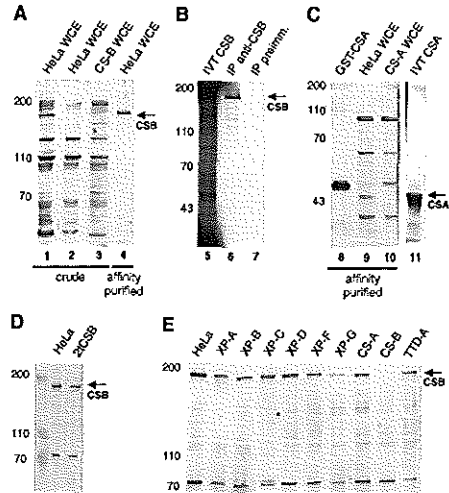 A
HeLa WCE
HeLa WCE
CS-B WCE
HeLa WCE
200
110
70
CSB
1 2 3 4
crude
affinity purified
B
IVT CSB
IP anti-CSB
IP preimm.
200
110
70
43
CSB
5 6 7
C
GST-CSA
HeLa WCE
CS-A WCE
IVT CSA
200
110
70
43
CSA
8 9 10 11
affinity purified
D
HeLa
2tCSB
200
110
70
CSB
E
HeLa
XP-A
XP-B
XP-C
XP-D
XP-F
XP-G
CS-A
CS-B
TTD-A
200
110
70
CSB